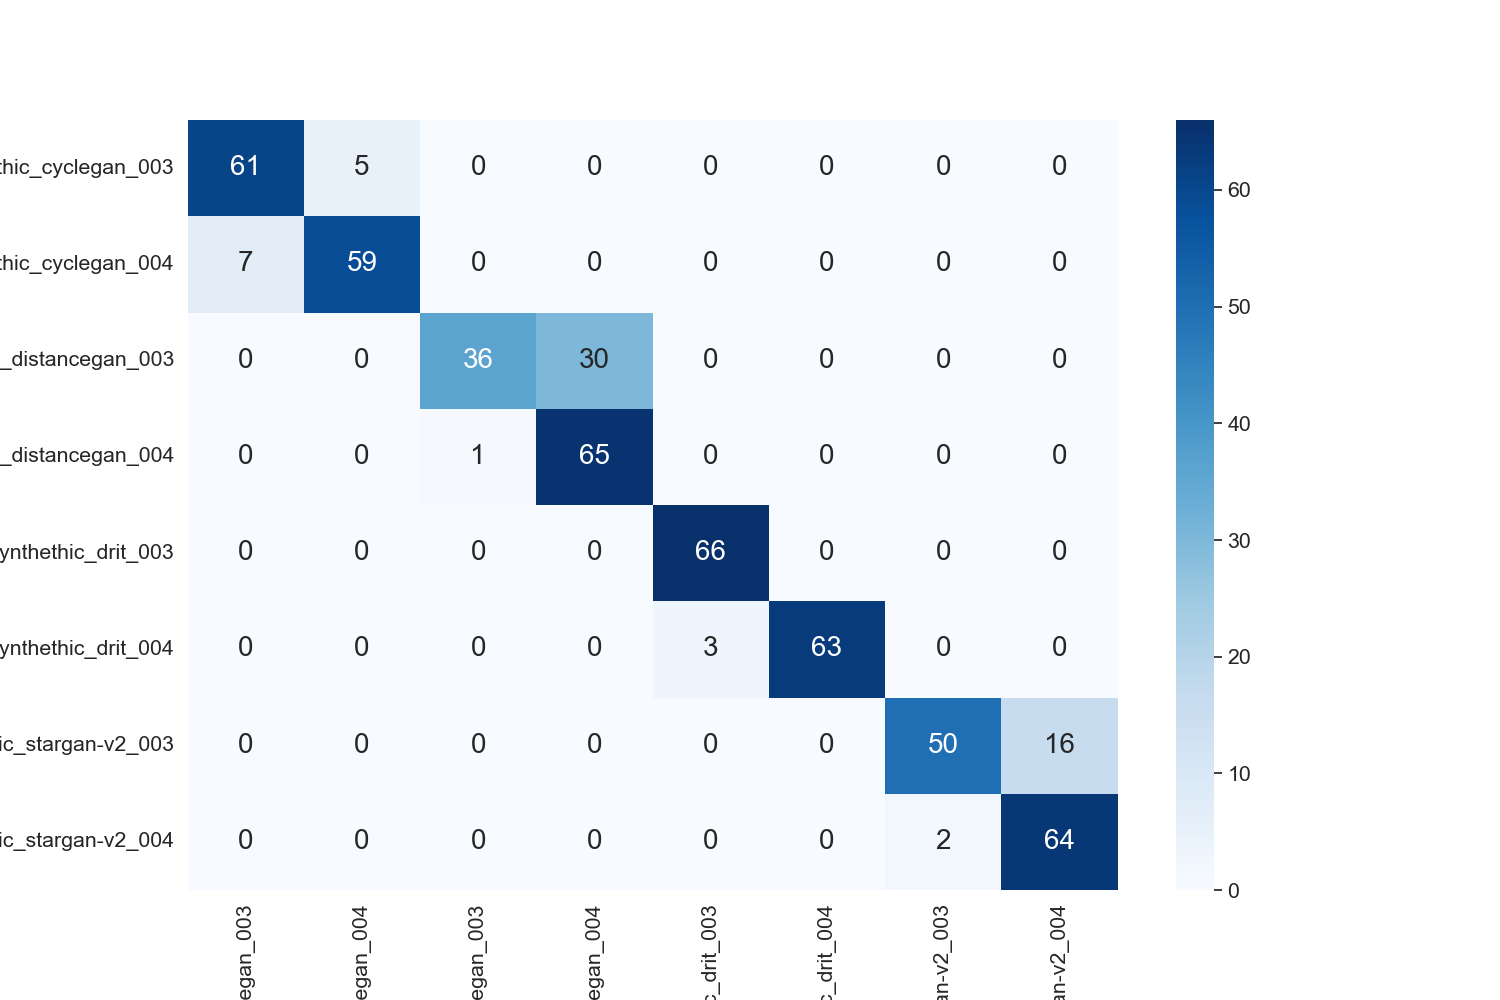 thic_cyclegan_003 61 5 0 0 0 0 0 0
thic_cyclegan_004 7 59 0 0 0 0 0 0
_distancegan_003 0 0 36 30 0 0 0 0
_distancegan_004 0 0 1 65 0 0 0 0
ynthethic_drit_003 0 0 0 0 66 0 0 0
ynthethic_drit_004 0 0 0 0 3 63 0 0
ic_stargan-v2_003 0 0 0 0 0 0 50 16
ic_stargan-v2_004 0 0 0 0 0 0 2 64
egan_003 egan_004 egan_003 egan_004 c_drit_003 c_drit_004 an-v2_003 an-v2_004
60
50
40
30
20
10
0